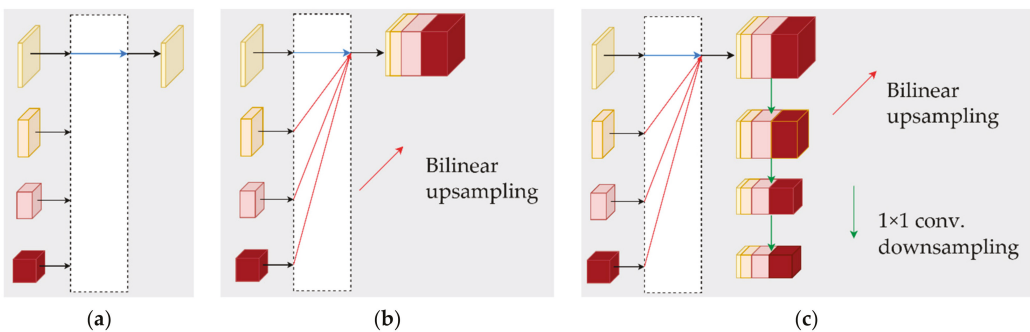 Bilinear
upsampling
Bilinear
upsampling
1×1 conv.
downsampling
(a)
(b)
(c)